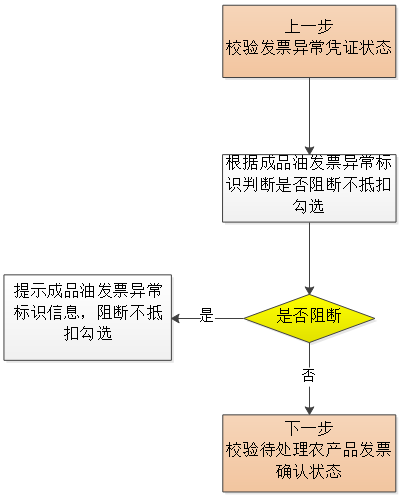 上一步
校验发票异常凭证状态
根据成品油发票异常标
识判断是否阻断不抵扣
勾选
提示成品油发票异常
标识信息，阻断不抵
扣勾选
是
是否阻断
否
下一步
校验待处理农产品发票
确认状态